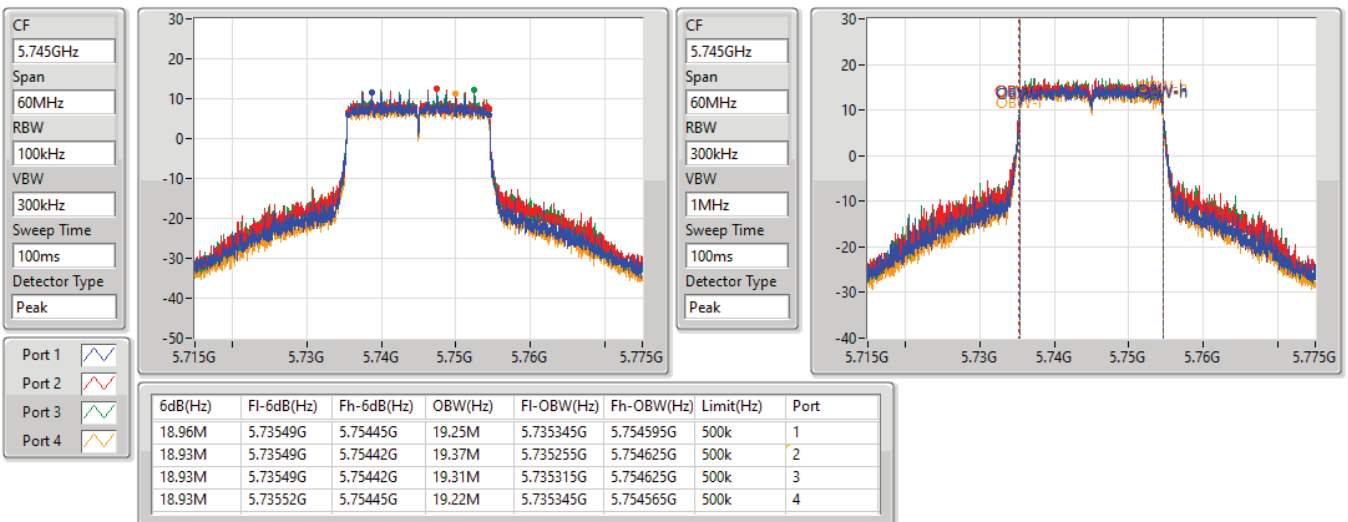 CF
5.745GHz
Span
60MHz
RBW
100kHz
VBW
300kHz
Sweep Time
100ms
Detector Type
Peak
30
20
10
0
-10
-20
-30
-40
-50
5.715G 5.73G 5.74G 5.75G 5.76G 5.775G
CF
5.745GHz
Span
60MHz
RBW
300kHz
VBW
1MHz
Sweep Time
100ms
Detector Type
Peak
30
20
10
0
-10
-20
-30
-40
5.715G 5.73G 5.74G 5.75G 5.76G 5.775G
Port 1
Port 2
Port 3
Port 4
6dB(Hz) Fl-6dB(Hz) Fh-6dB(Hz) OBW(Hz) Fl-OBW(Hz) Fh-OBW(Hz) Limit(Hz) Port
18.96M 5.73549G 5.75445G 19.25M 5.735345G 5.754595G 500k 1
18.93M 5.73549G 5.75442G 19.37M 5.735255G 5.754625G 500k 2
18.93M 5.73549G 5.75442G 19.31M 5.735315G 5.754625G 500k 3
18.93M 5.73552G 5.75445G 19.22M 5.735345G 5.754565G 500k 4